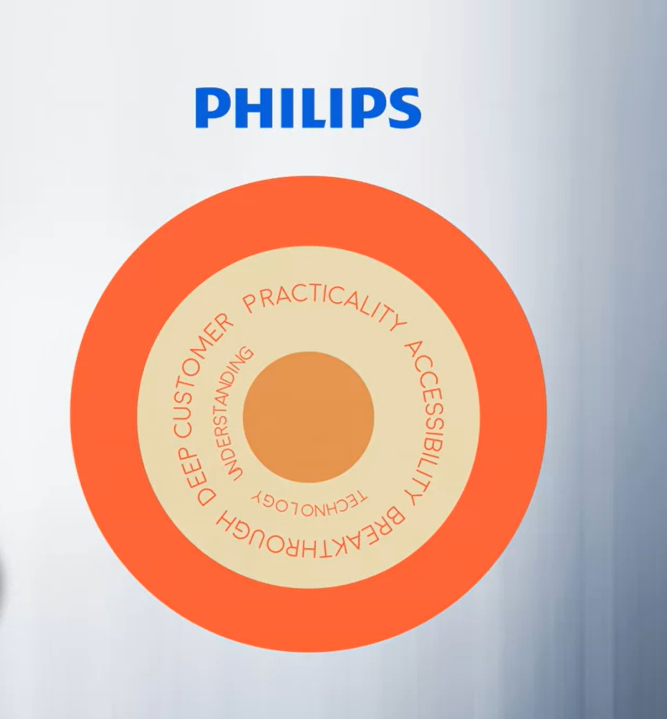 PHILIPS
PRACTICALITY
ACCESSIBILITY
BREAKTHROUGH
TECHNOLOGY
DEEP CUSTOMER
UNDERSTANDING